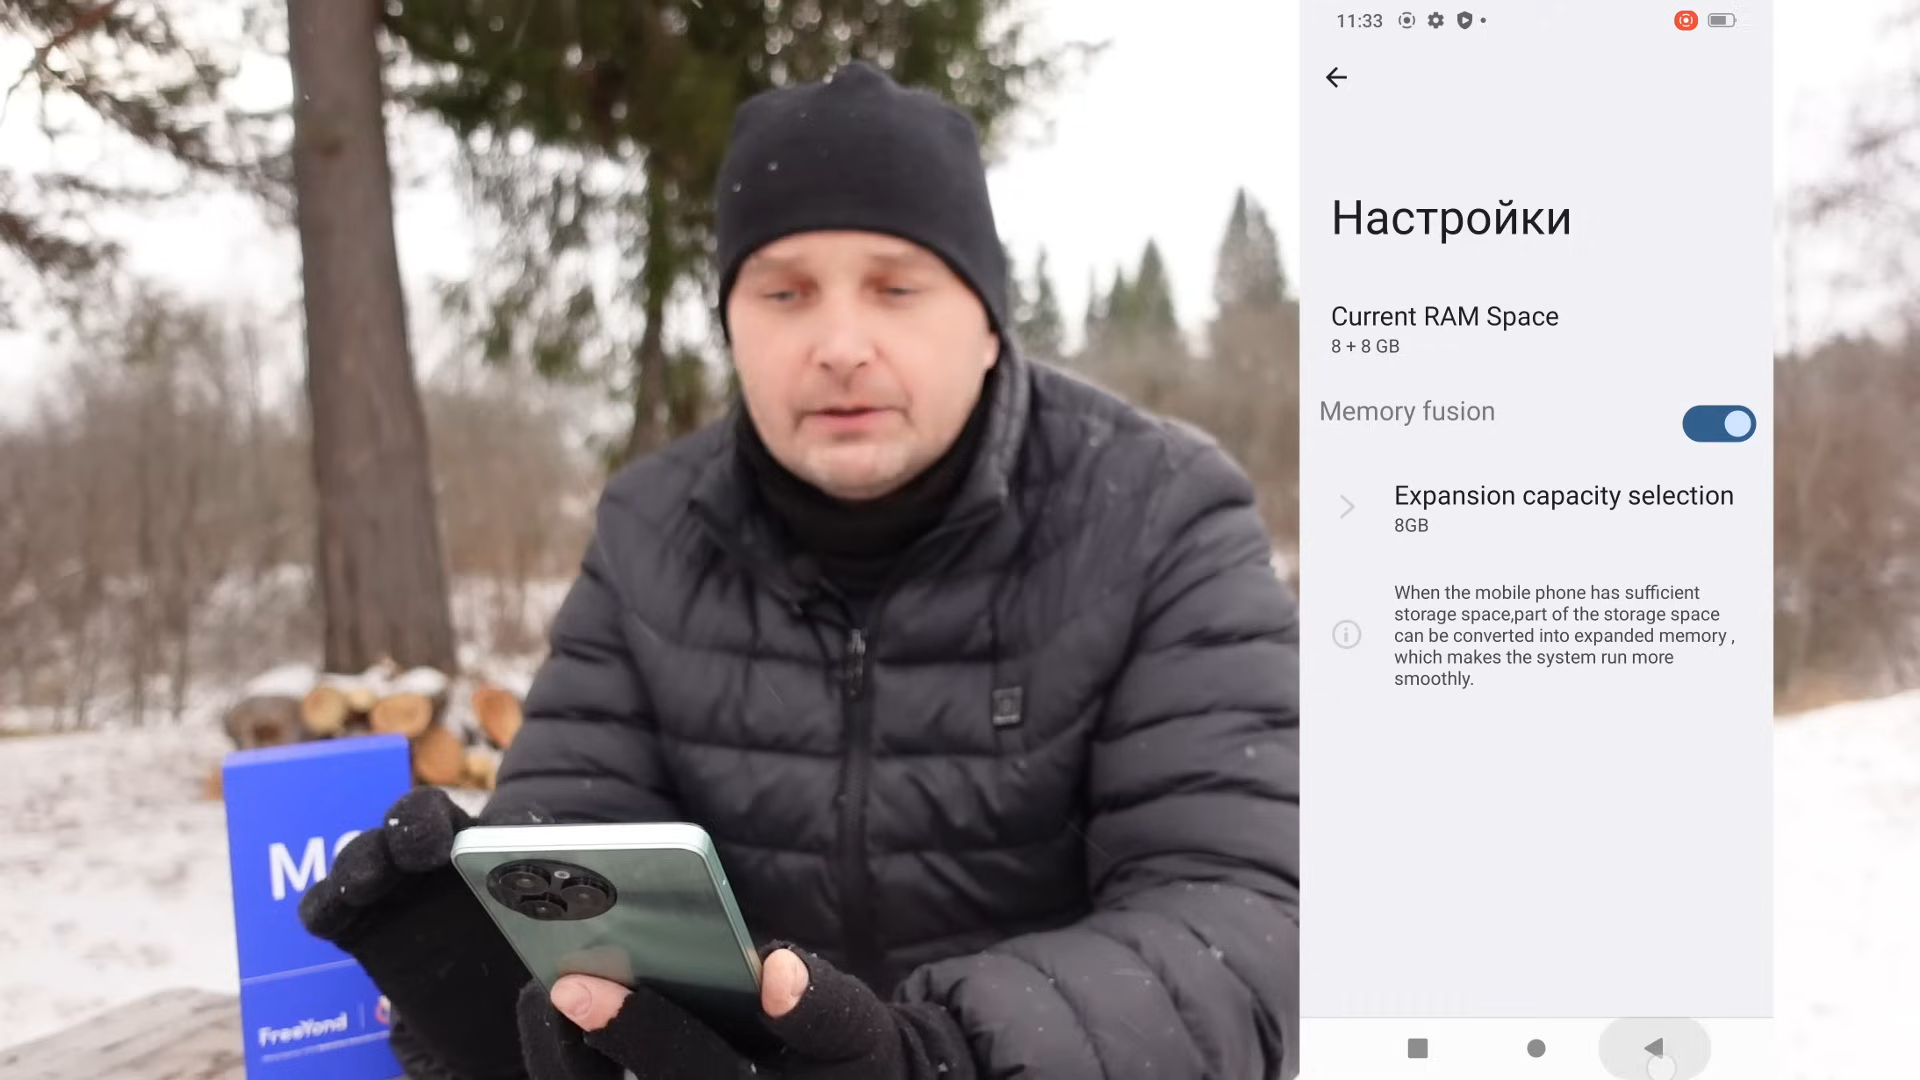 11:33
Настройки
Current RAM Space
8 + 8 GB
Memory fusion
Expansion capacity selection
8GB
When the mobile phone has sufficient
storage space,part of the storage space
can be converted into expanded memory ,
which makes the system run more
smoothly.
FreeYond